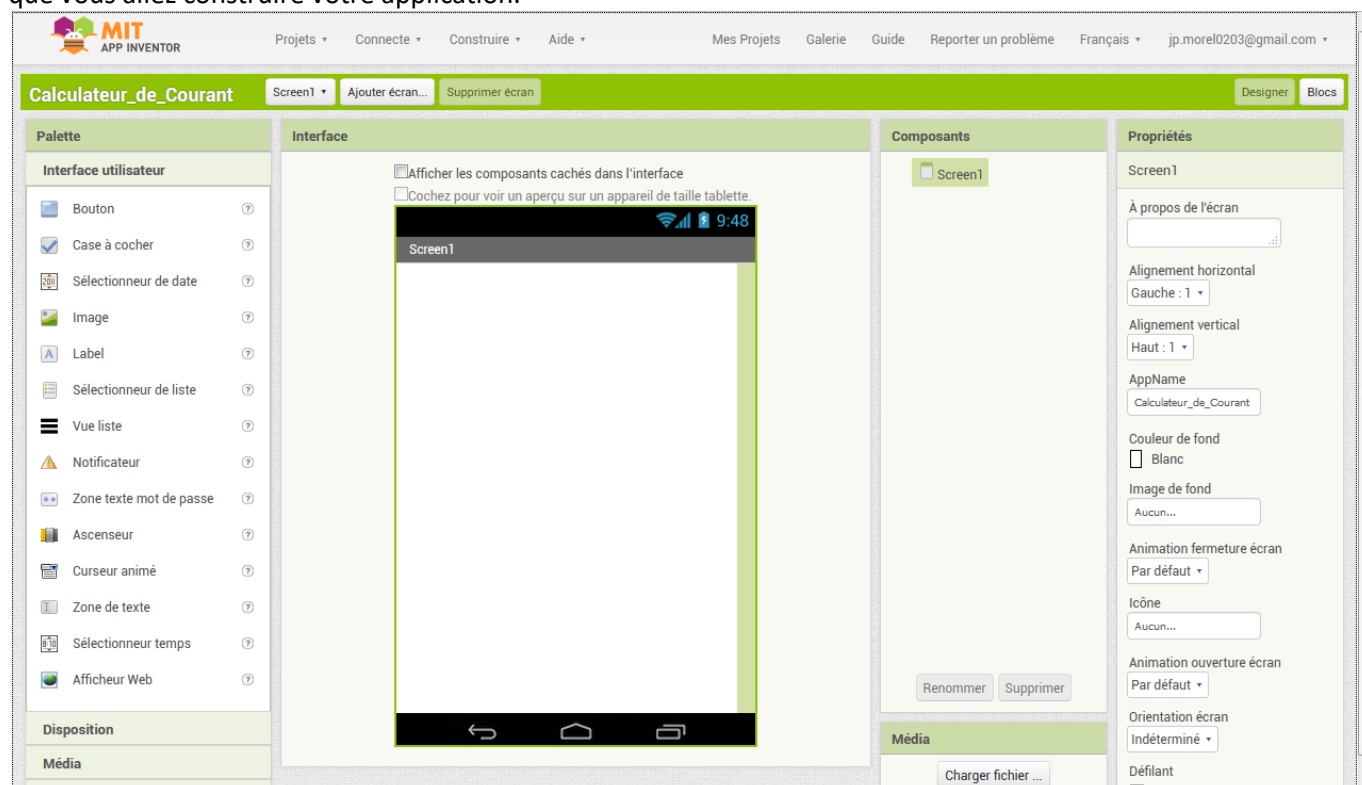 que vous allez construire votre application.
MIT
APP INVENTOR
Projets Connecte Construire Aide Mes Projets Galerie Guide Reporter un problème Français jp.morel0203@gmail.com
Calculateur_de_Courant Screen1 Ajouter écran... Supprimer écran Designer Blocs
Palette
Interface utilisateur
Bouton
Case à cocher
Sélectionneur de date
Image
Label
Sélectionneur de liste
Vue liste
Notificateur
Zone texte mot de passe
Ascenseur
Curseur animé
Zone de texte
Sélectionneur temps
Afficheur Web
Disposition
Média
Interface
Afficher les composants cachés dans l'interface
Cochez pour voir un aperçu sur un appareil de taille tablette.
9:48
Screen1
Composants
Screen1
Renommer Supprimer
Média
Charger fichier ...
Propriétés
Screen1
À propos de l'écran
Alignement horizontal
Gauche : 1
Alignement vertical
Haut : 1
AppName
Calculateur_de_Courant
Couleur de fond
Blanc
Image de fond
Aucun...
Animation fermeture écran
Par défaut
Icône
Aucun...
Animation ouverture écran
Par défaut
Orientation écran
Indéterminé
Défilant